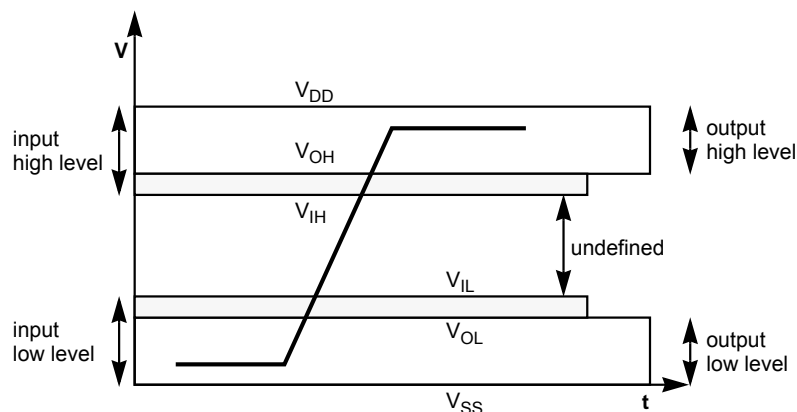 V
V_DD
input
high level
V_OH
output
high level
V_IH
undefined
V_IL
input
low level
V_OL
output
low level
V_SS
t